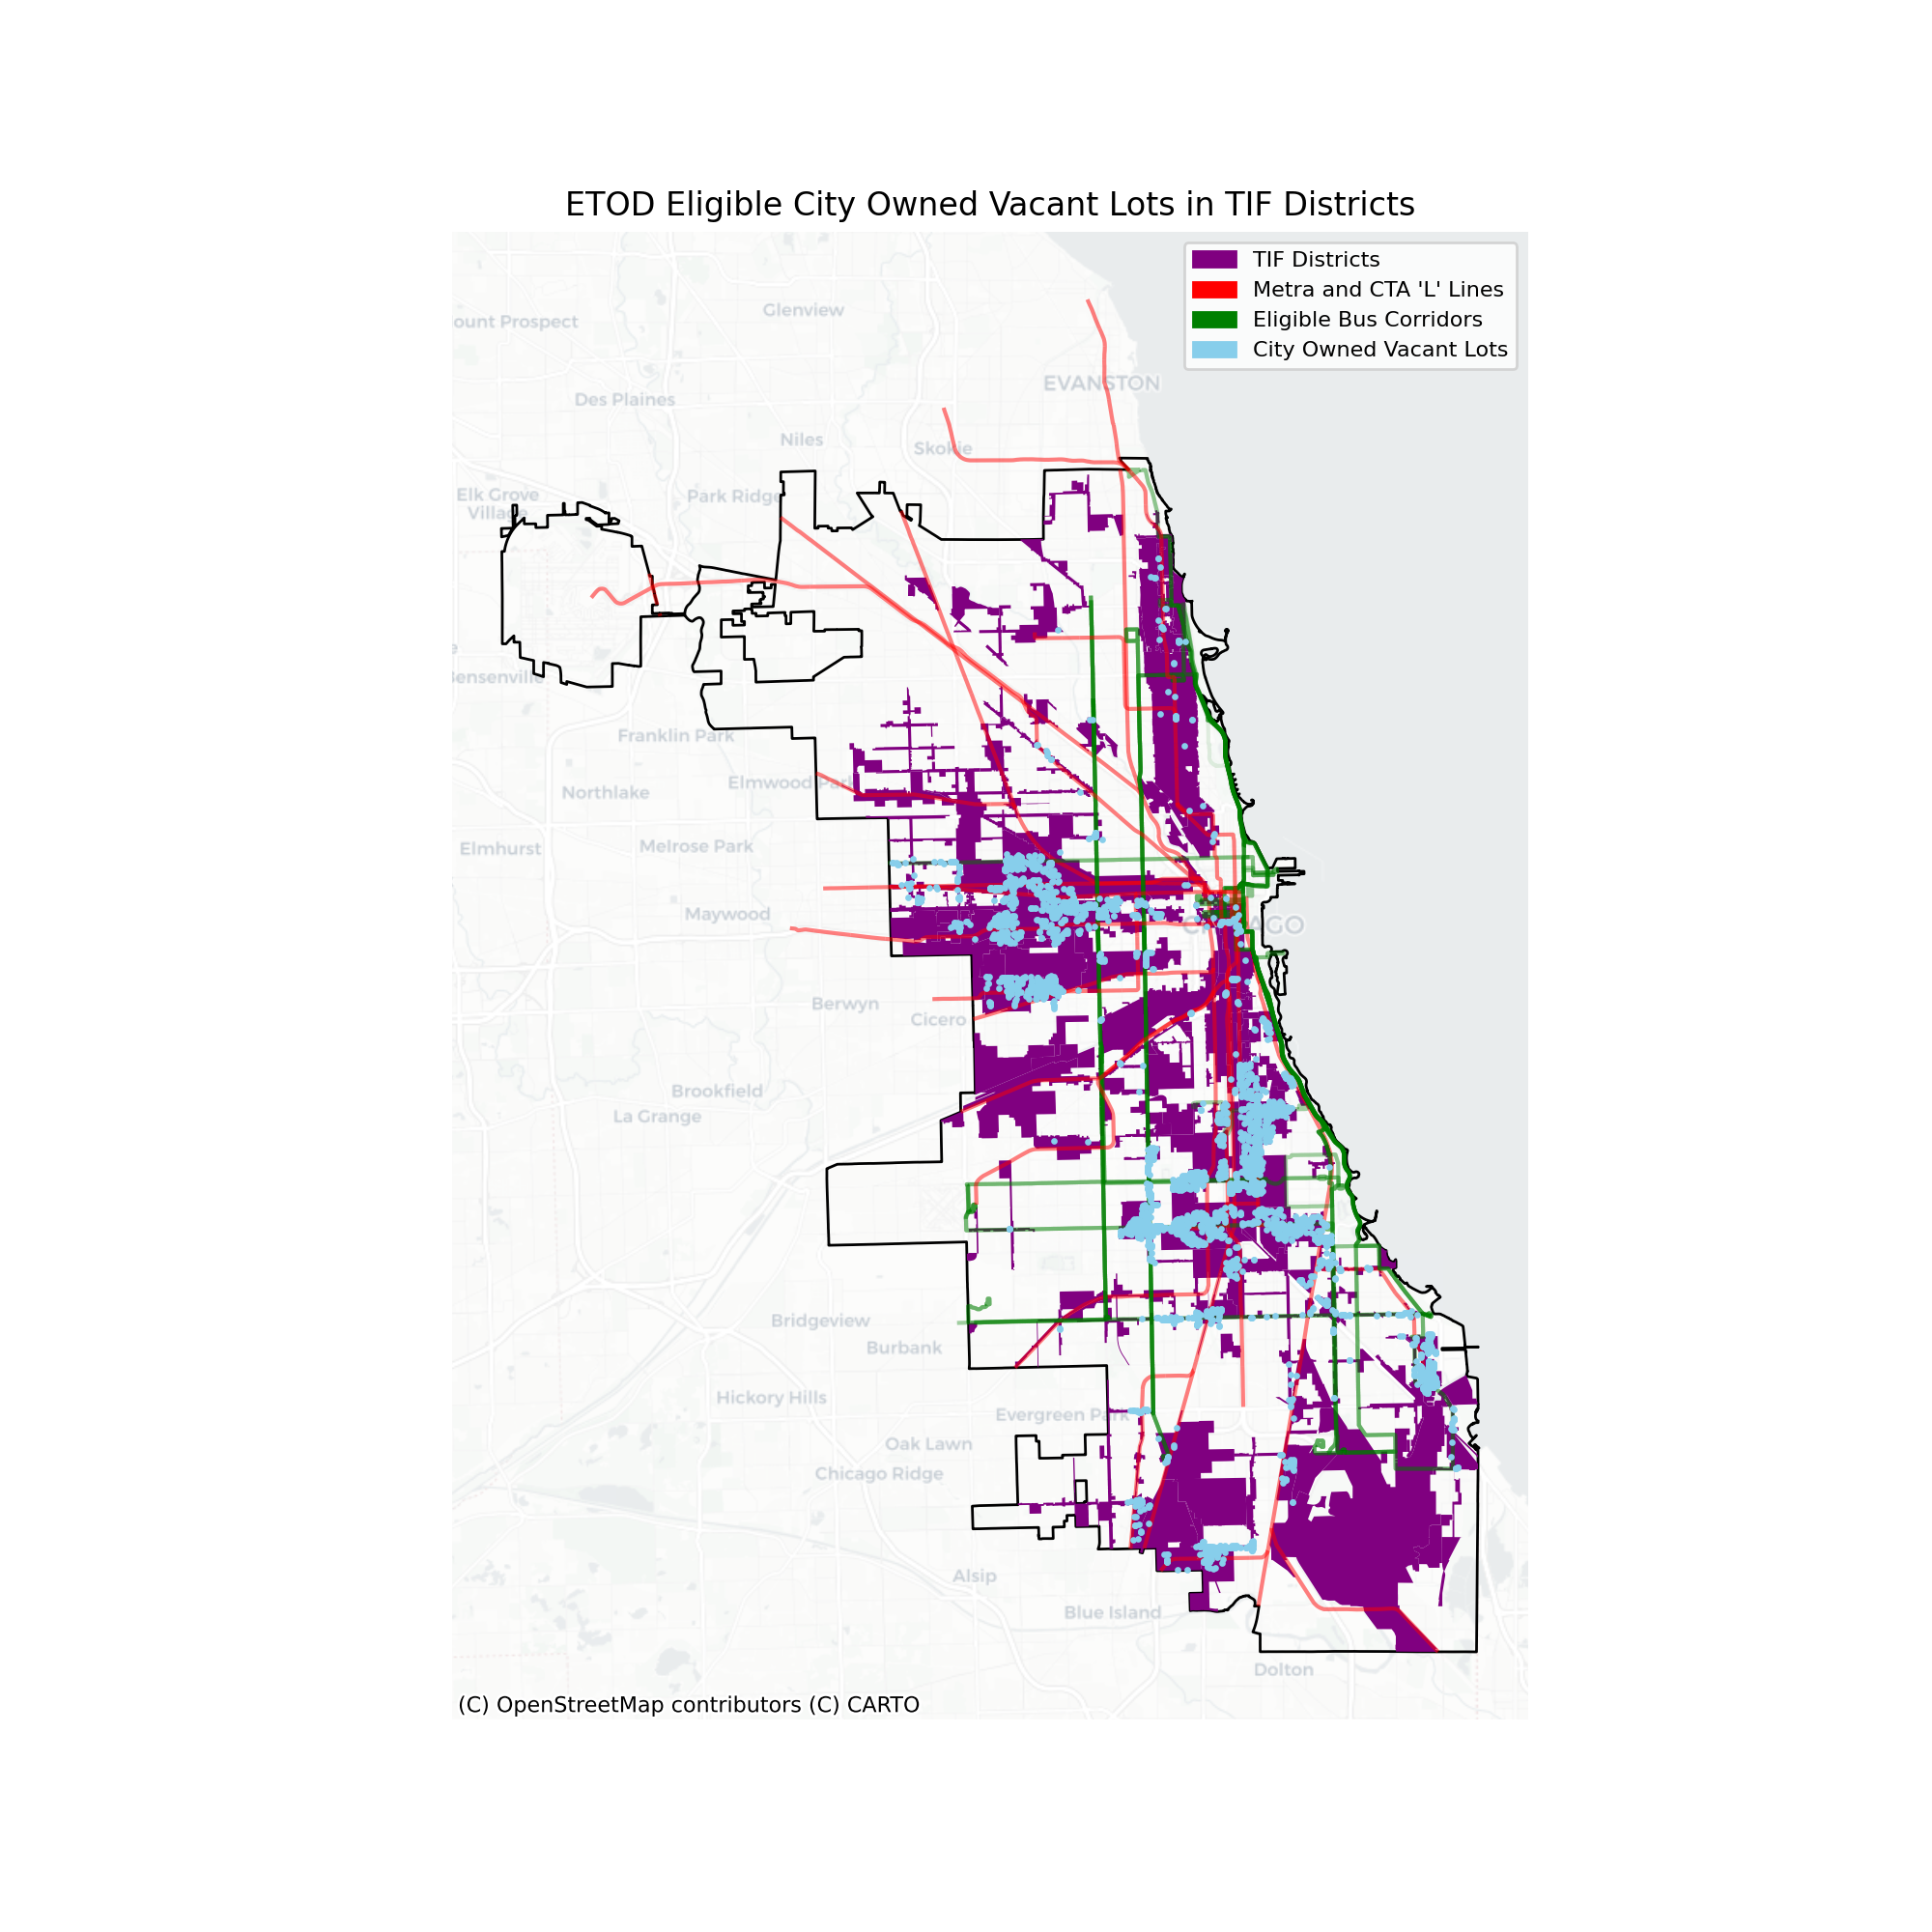 ETOD Eligible City Owned Vacant Lots in TIF Districts
TIF Districts
Metra and CTA 'L' Lines
Eligible Bus Corridors
City Owned Vacant Lots
Glenview
ount Prospect
EVANSTON
Des Plaines
Niles
Skokie
Elk Grove
Village
Park Ridge
Bensenville
Franklin Park
Elmwood Park
Northlake
Elmhurst
Melrose Park
Maywood
CHICAGO
Berwyn
Cicero
Brookfield
La Grange
Bridgeview
Burbank
Hickory Hills
Evergreen Park
Oak Lawn
Chicago Ridge
Alsip
Blue Island
Dolton
(C) OpenStreetMap contributors (C) CARTO